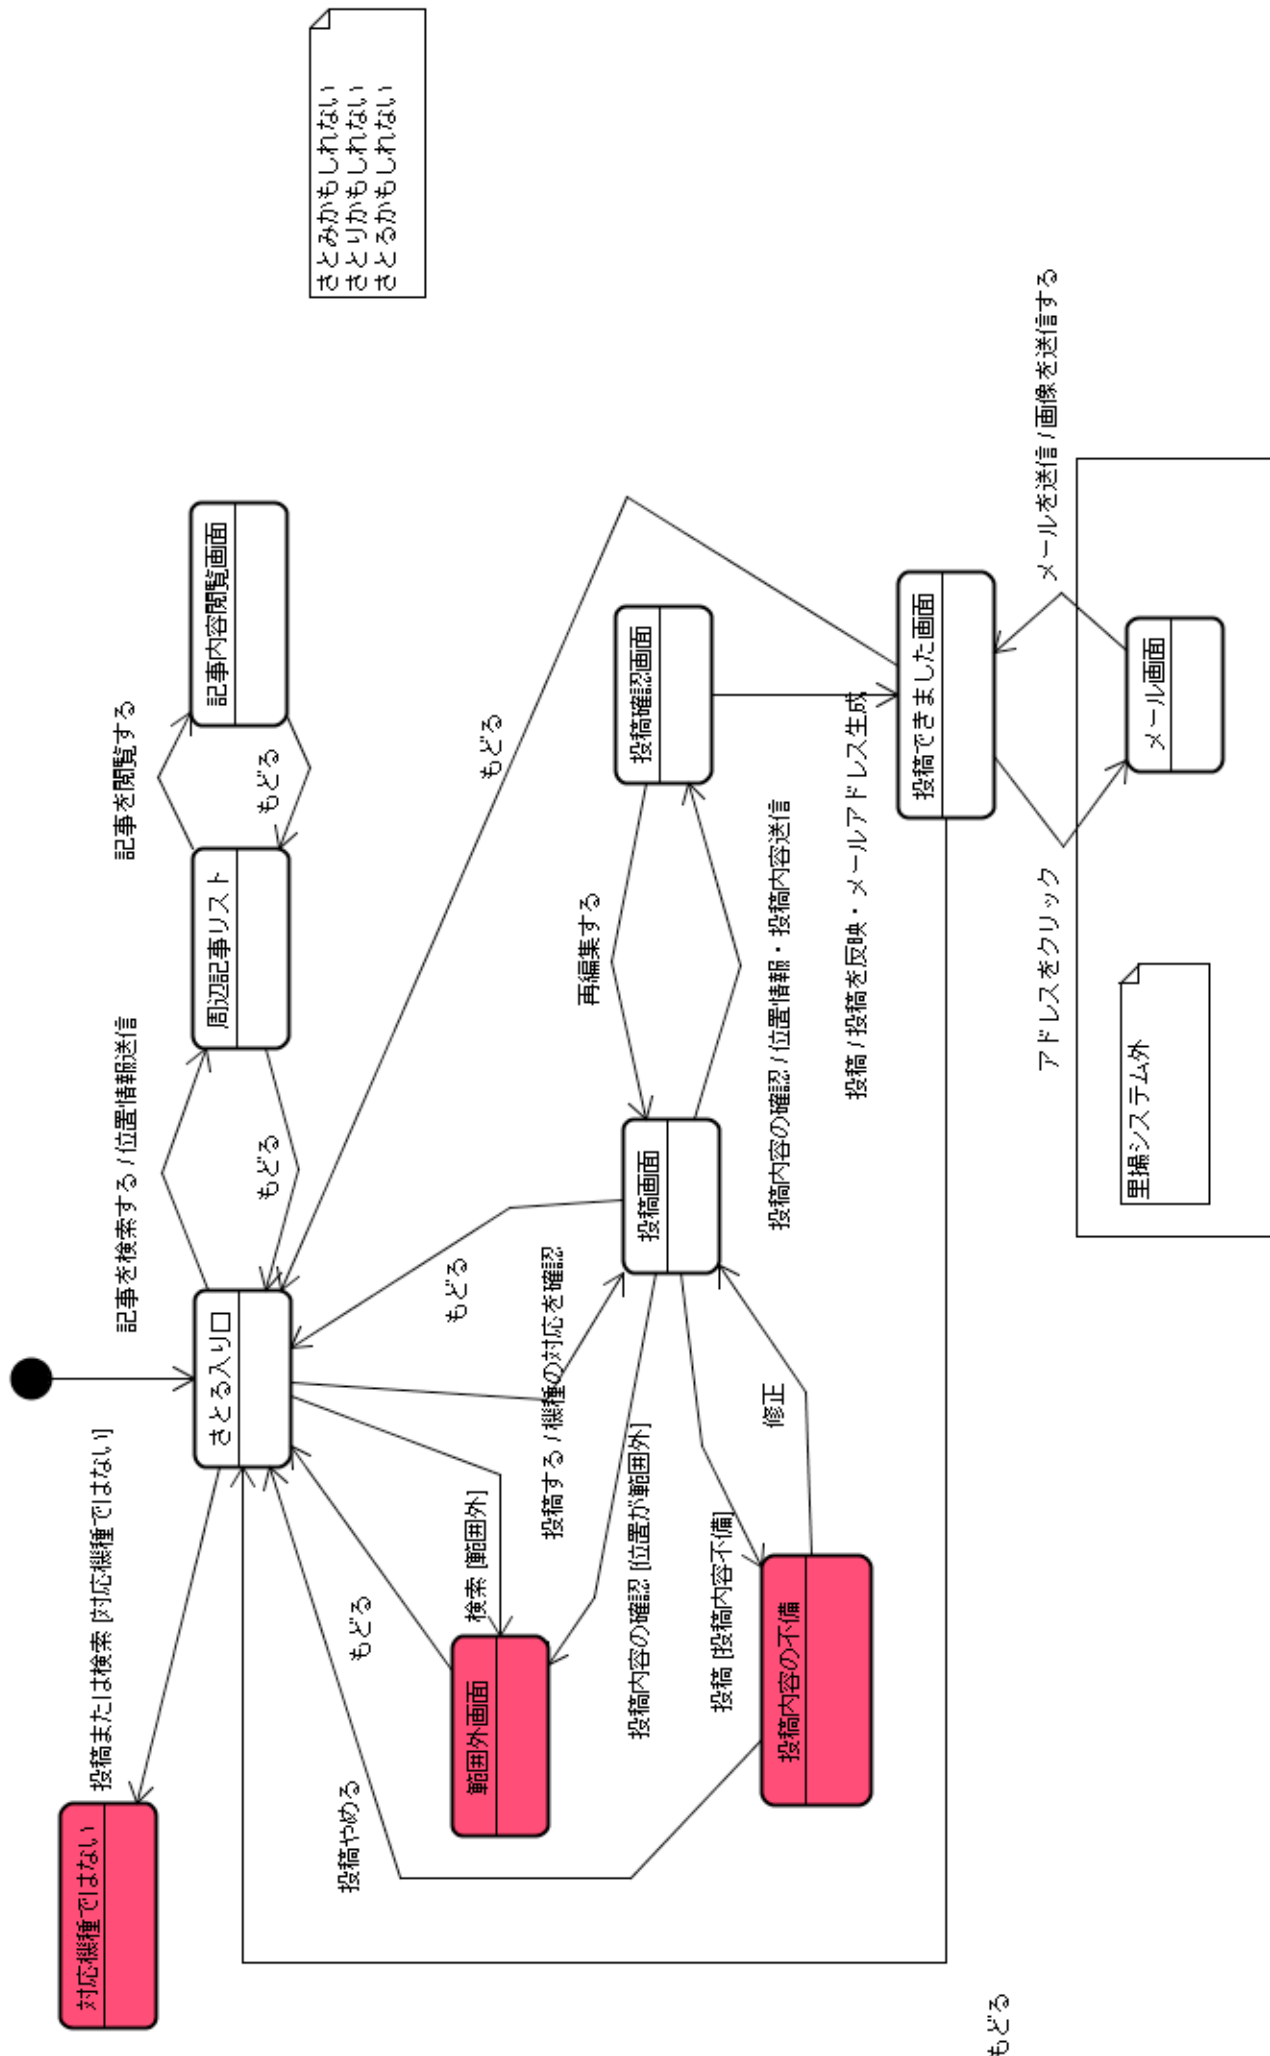 対応機種ではない
投稿または検索 [対応機種ではない]
さとる入り口
記事を検索する / 位置情報送信
もどる
周辺記事リスト
記事を閲覧する
もどる
記事内容閲覧画面
さとみかもしれない
さとりかもしれない
さとるかもしれない
投稿やめる
もどる
範囲外画面
検索 [範囲外]
もどる
投稿する / 機種の対応を確認
もどる
投稿内容の確認 [位置が範囲外]
投稿画面
再編集する
投稿確認画面
投稿 [投稿内容不備]
修正
投稿内容の不備
投稿内容の確認 / 位置情報・投稿内容送信
投稿 / 投稿を反映・メールアドレス生成
投稿できました画面
もどる
アドレスをクリック
メールを送信 / 画像を送信する
里撮システム外
メール画面